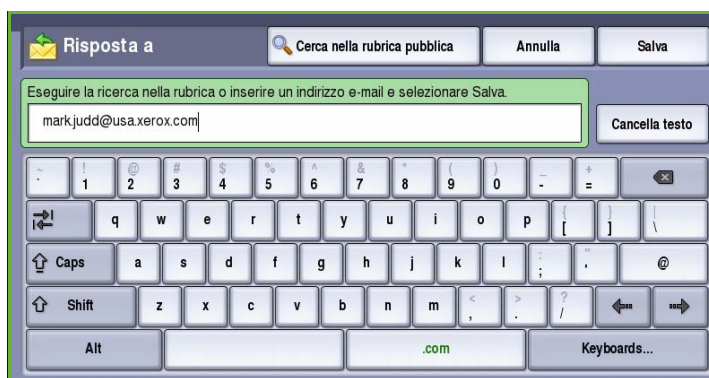 Risposta a
Cerca nella rubrica pubblica
Annulla
Salva
Eseguire la ricerca nella rubrica o inserire un indirizzo e-mail e selezionare Salva.
mark.judd@usa.xerox.com
Cancella testo
~ ! @ # $ % ^ & * ( ) _ +
` 1 2 3 4 5 6 7 8 9 0 - =
{ } |
q w e r t y u i o p [ ] \
: "
Caps a s d f g h j k l ; ' @
< > ?
Shift z x c v b n m , . /
Alt .com Keyboards...